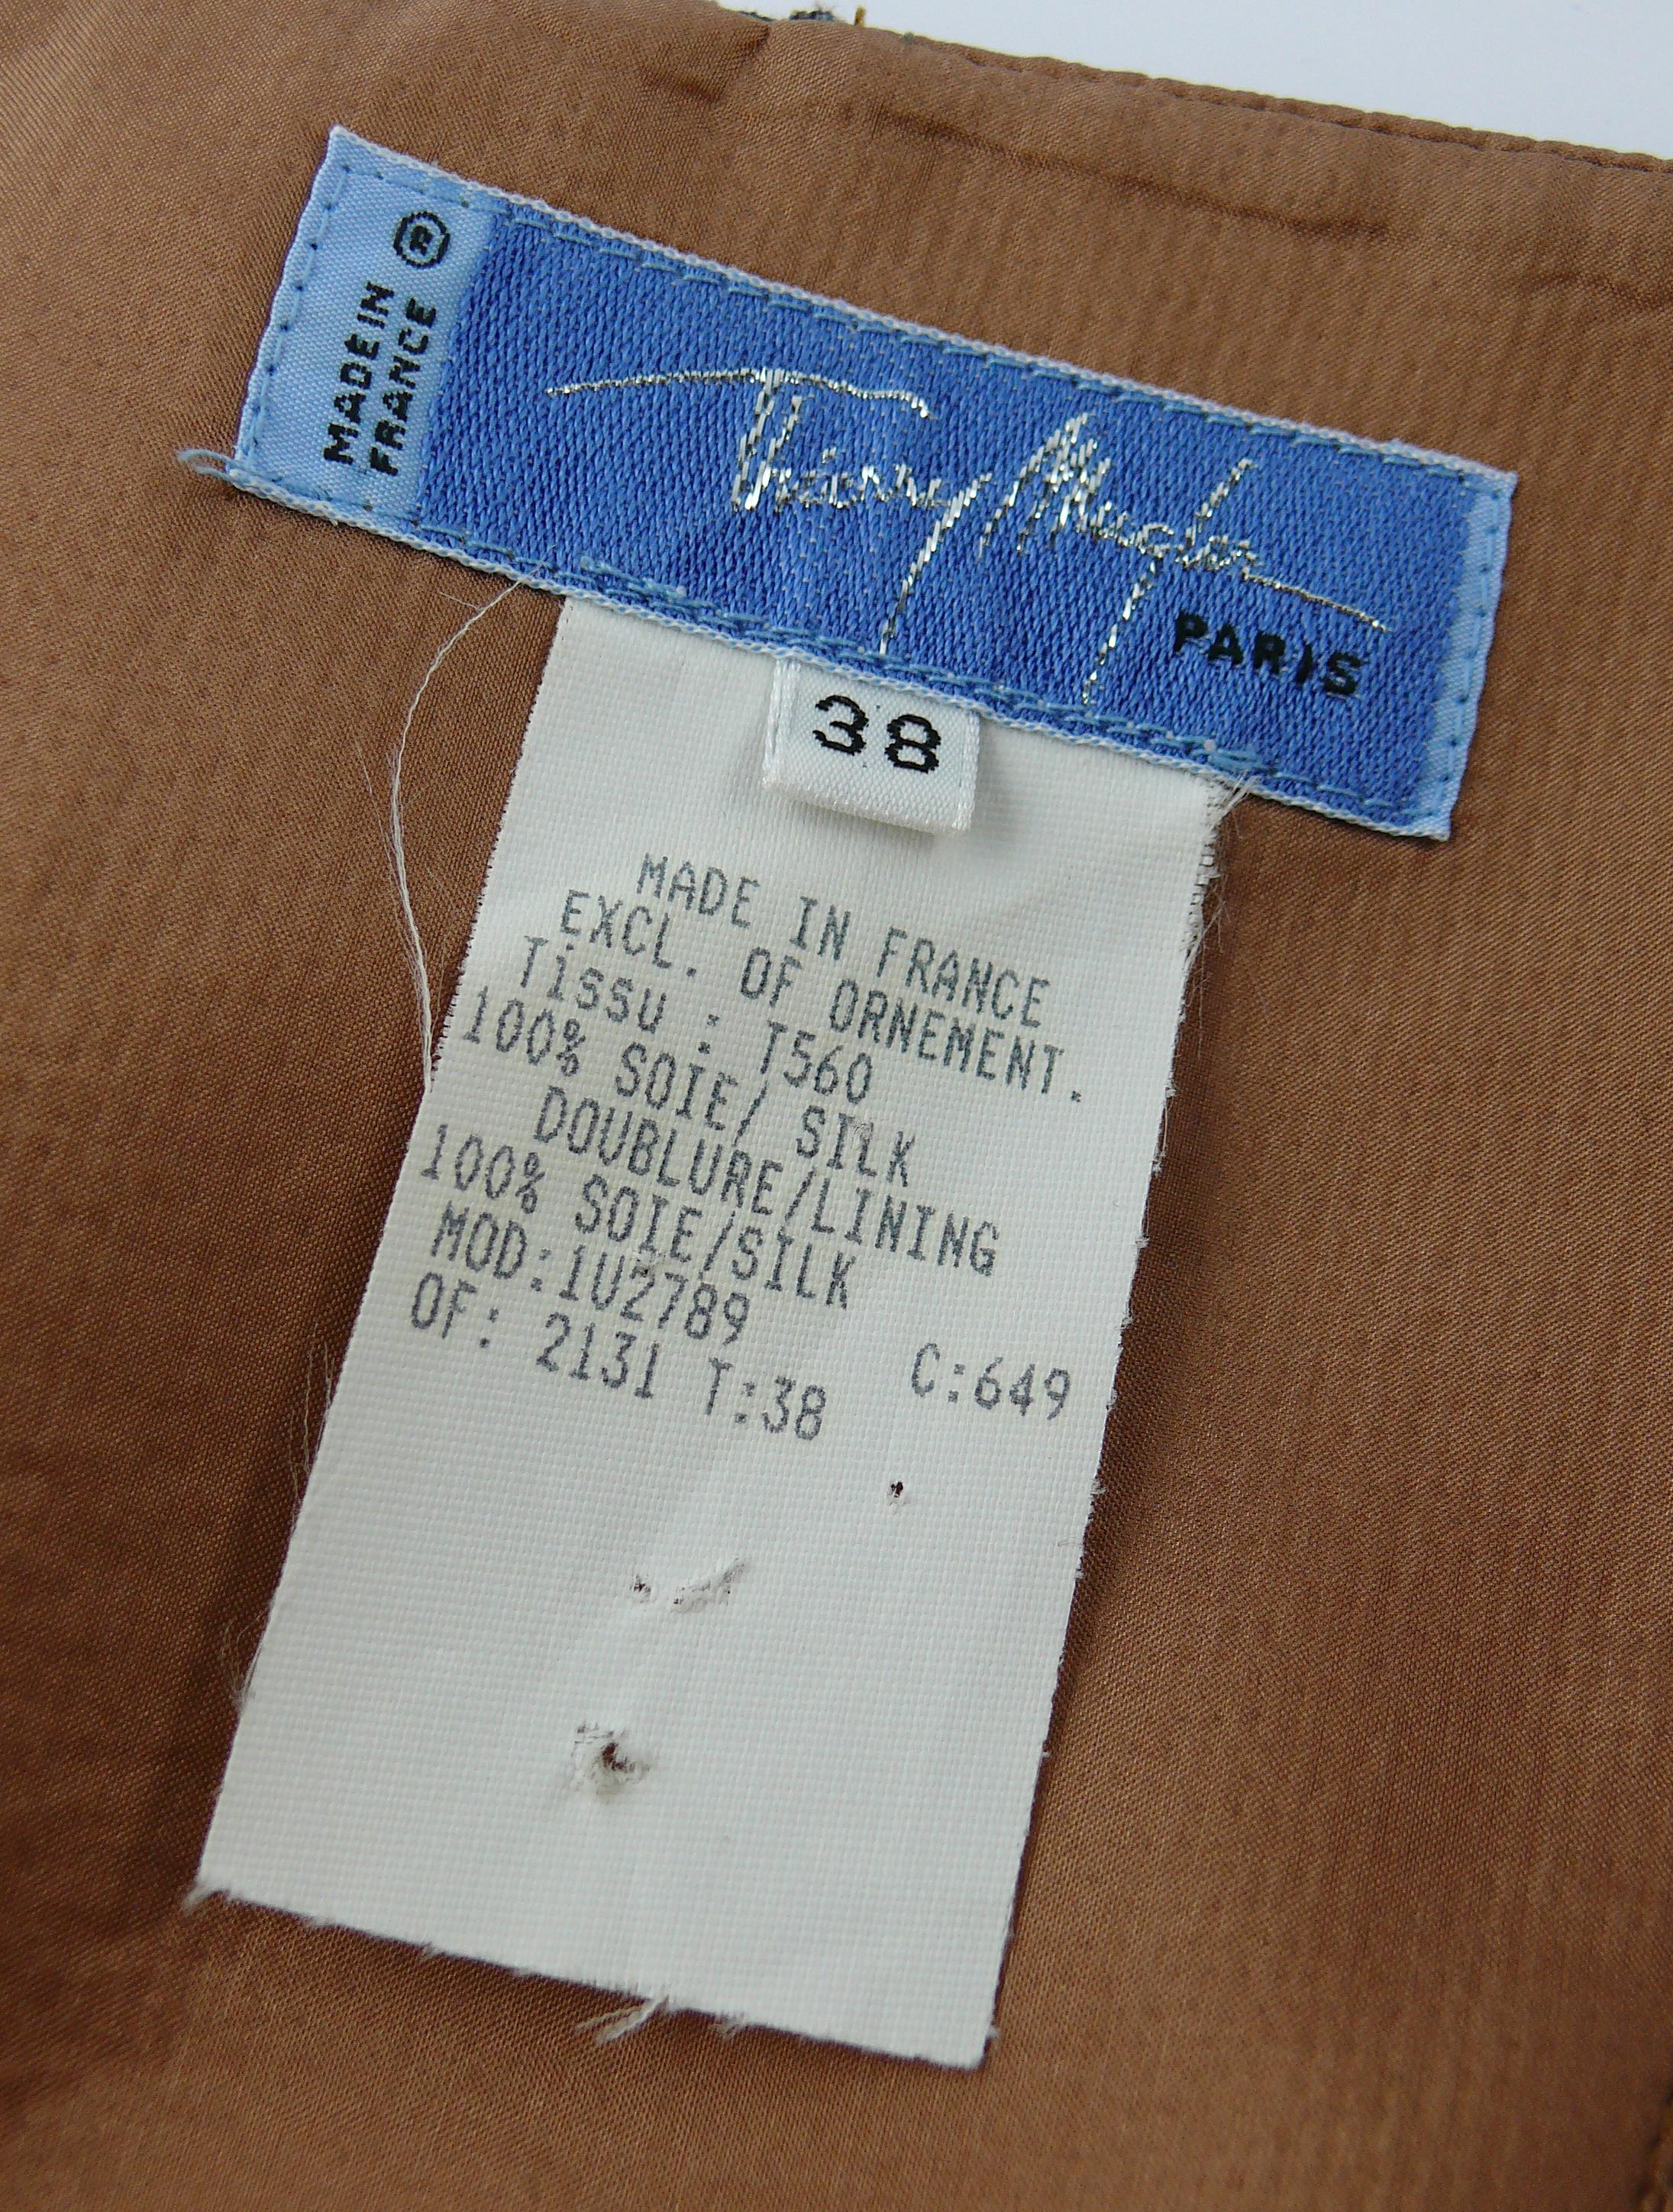 MADE IN
FRANCE ®
Thierry Mugler
PARIS
38
MADE IN FRANCE
EXCL. OF ORNEMENT.
Tissu : T560
100% SOIE/ SILK
DOUBLURE/LINING
100% SOIE/SILK
MOD:1U2789 C:649
OF: 2131 T:38